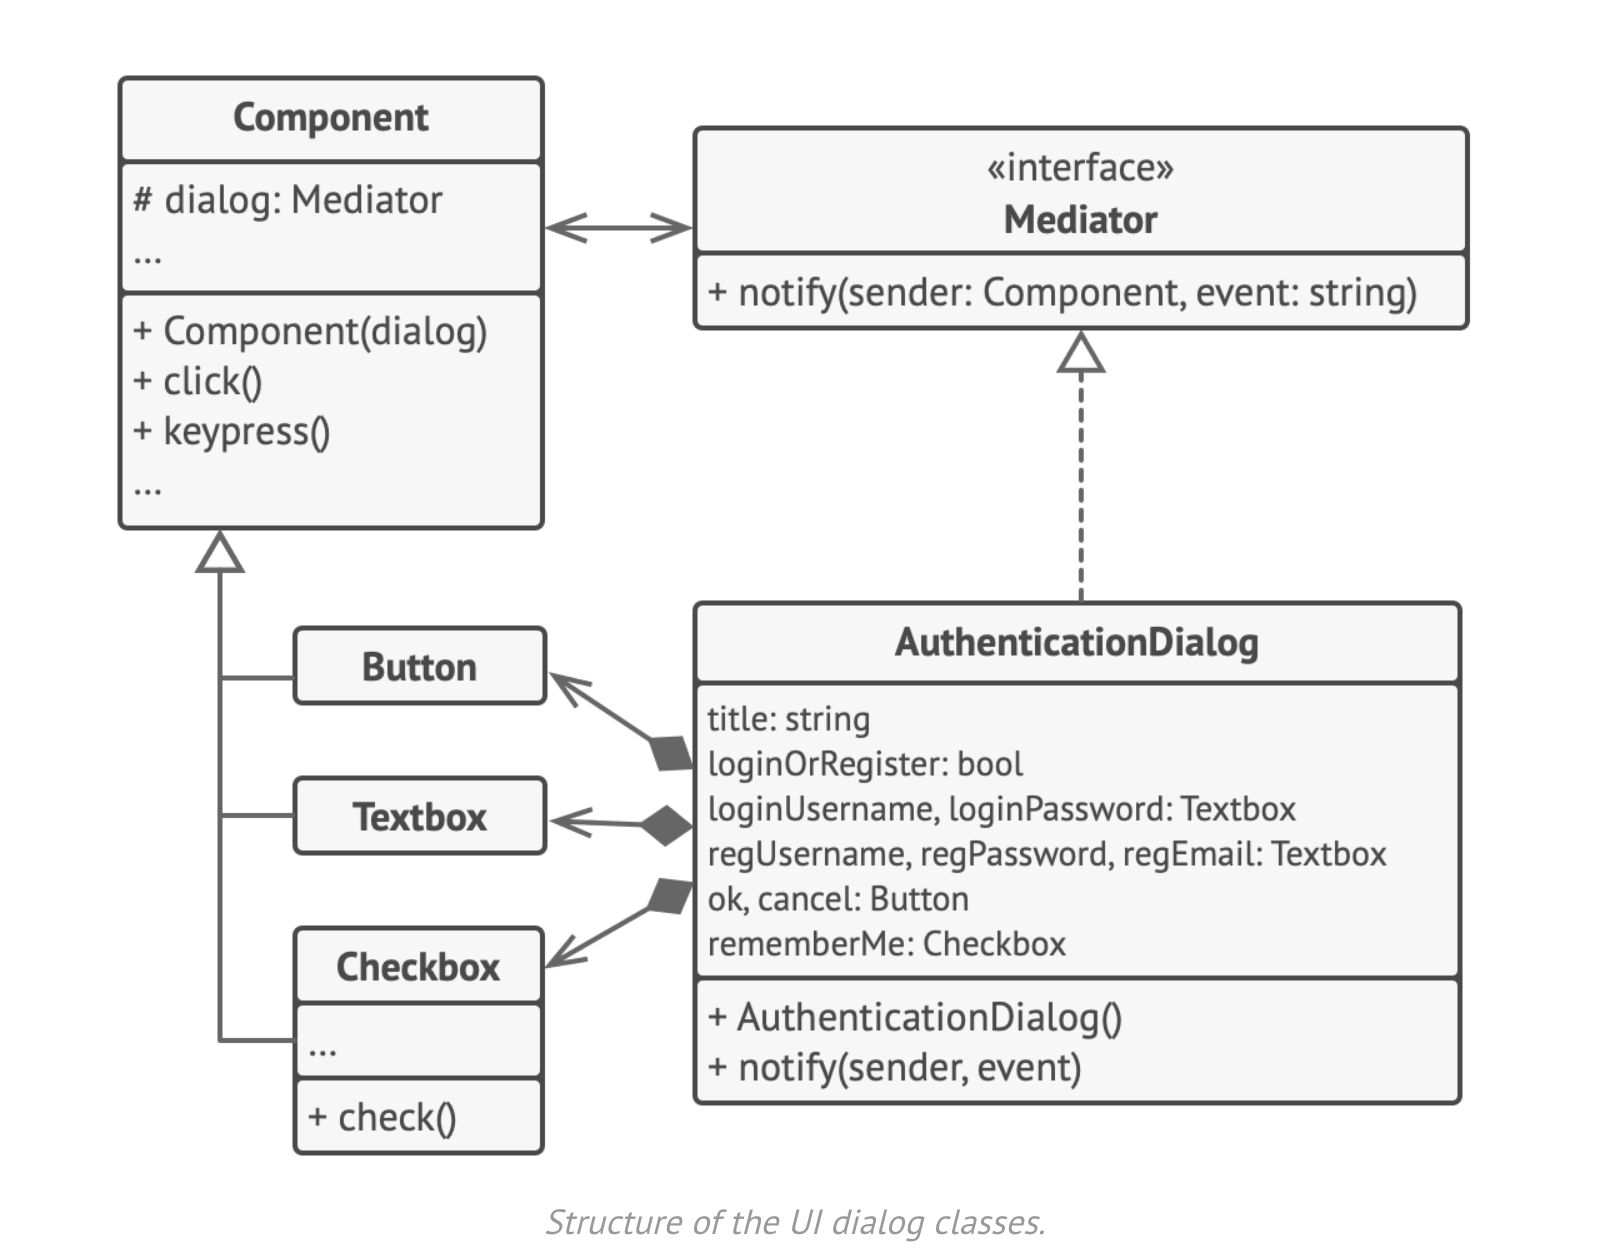 Component
# dialog: Mediator
...
+ Component(dialog)
+ click()
+ keypress()
...
«interface»
Mediator
+ notify(sender: Component, event: string)
Button
Textbox
Checkbox
...
+ check()
AuthenticationDialog
title: string
loginOrRegister: bool
loginUsername, loginPassword: Textbox
regUsername, regPassword, regEmail: Textbox
ok, cancel: Button
rememberMe: Checkbox
+ AuthenticationDialog()
+ notify(sender, event)
Structure of the UI dialog classes.